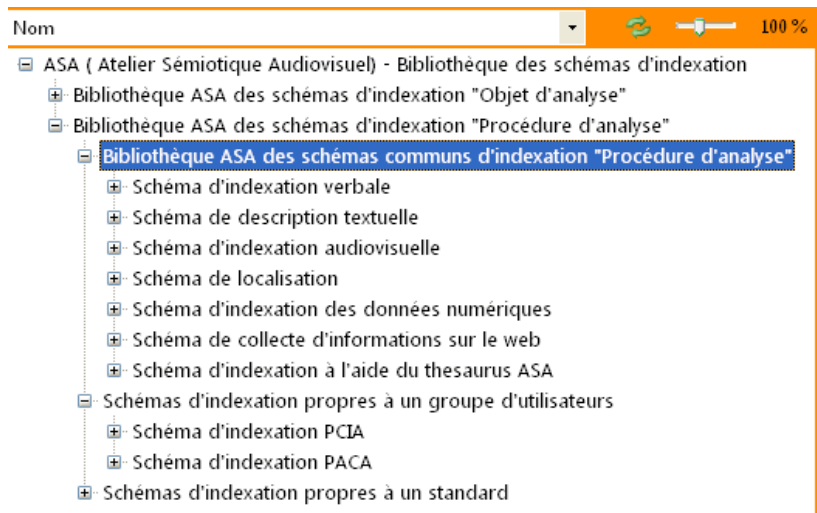 Nom 100 %
ASA ( Atelier Sémiotique Audiovisuel) - Bibliothèque des schémas d'indexation
Bibliothèque ASA des schémas d'indexation "Objet d'analyse"
Bibliothèque ASA des schémas d'indexation "Procédure d'analyse"
Bibliothèque ASA des schémas communs d'indexation "Procédure d'analyse"
Schéma d'indexation verbale
Schéma de description textuelle
Schéma d'indexation audiovisuelle
Schéma de localisation
Schéma d'indexation des données numériques
Schéma de collecte d'informations sur le web
Schéma d'indexation à l'aide du thesaurus ASA
Schémas d'indexation propres à un groupe d'utilisateurs
Schéma d'indexation PCIA
Schéma d'indexation PACA
Schémas d'indexation propres à un standard